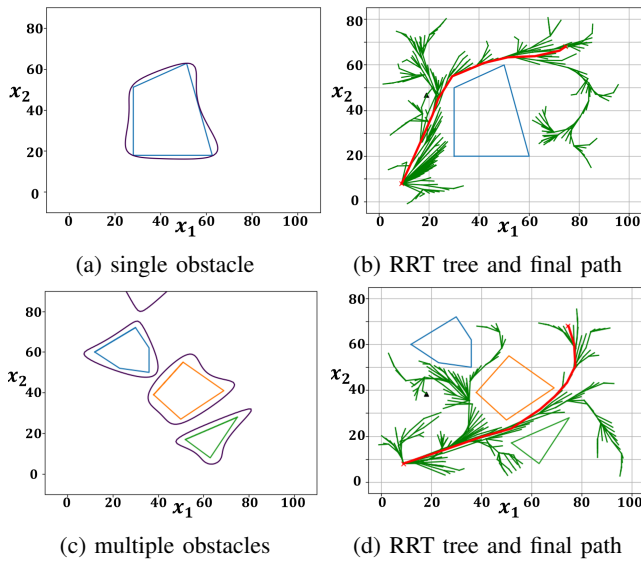 80
60
x₂
40
20
0
0 20 40 60 80 100
x₁
(a) single obstacle
80
60
x₂
40
20
0
0 20 40 60 80 100
x₁
(b) RRT tree and final path
80
60
x₂
40
20
0
0 20 40 60 80 100
x₁
(c) multiple obstacles
80
60
x₂
40
20
0
0 20 40 60 80 100
x₁
(d) RRT tree and final path